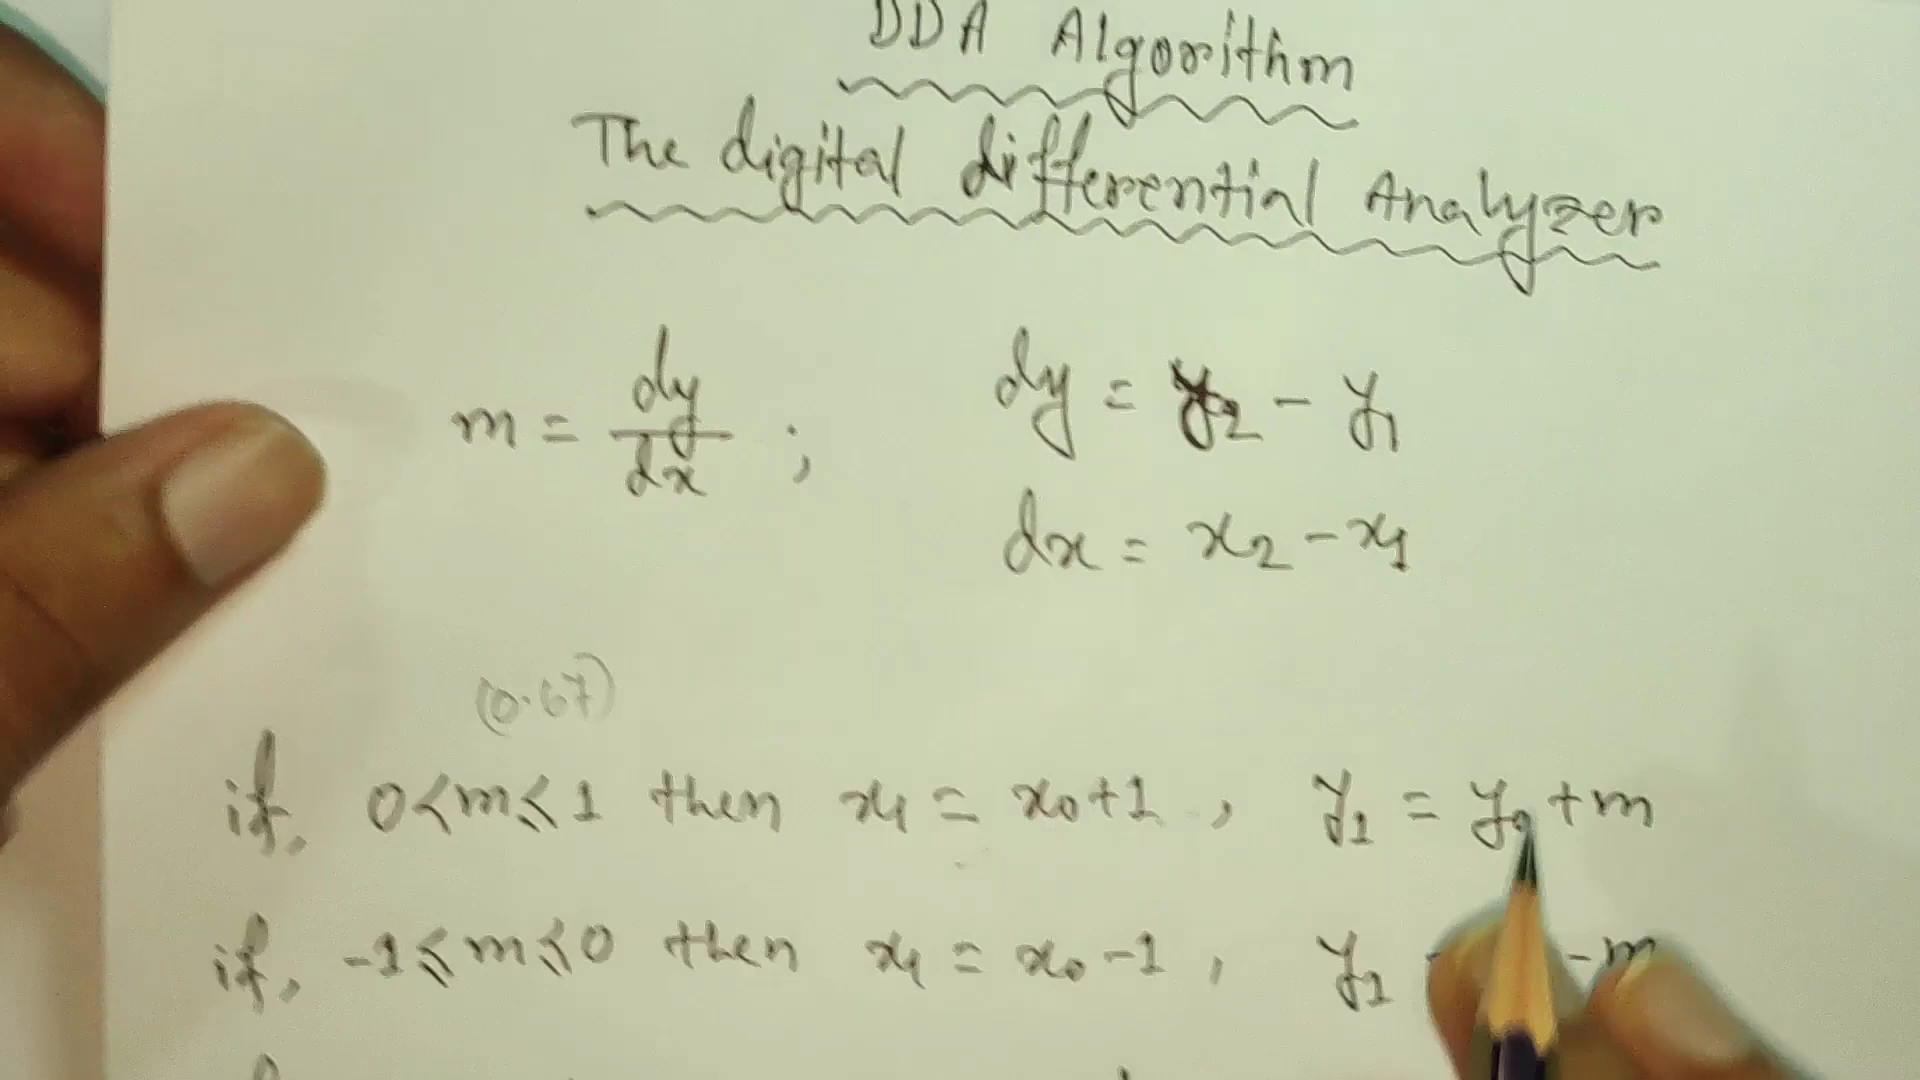 DDA Algorithm
The digital differential Analyzer
m = dy/dx ; dy = y₂ - y₁
dx = x₂ - x₁
(0.67)
if, 0<m≤1 then x₁ = x₀+1, y₁ = y₀+m
if, -1≤m≤0 then x₁ = x₀-1, y₁ -m